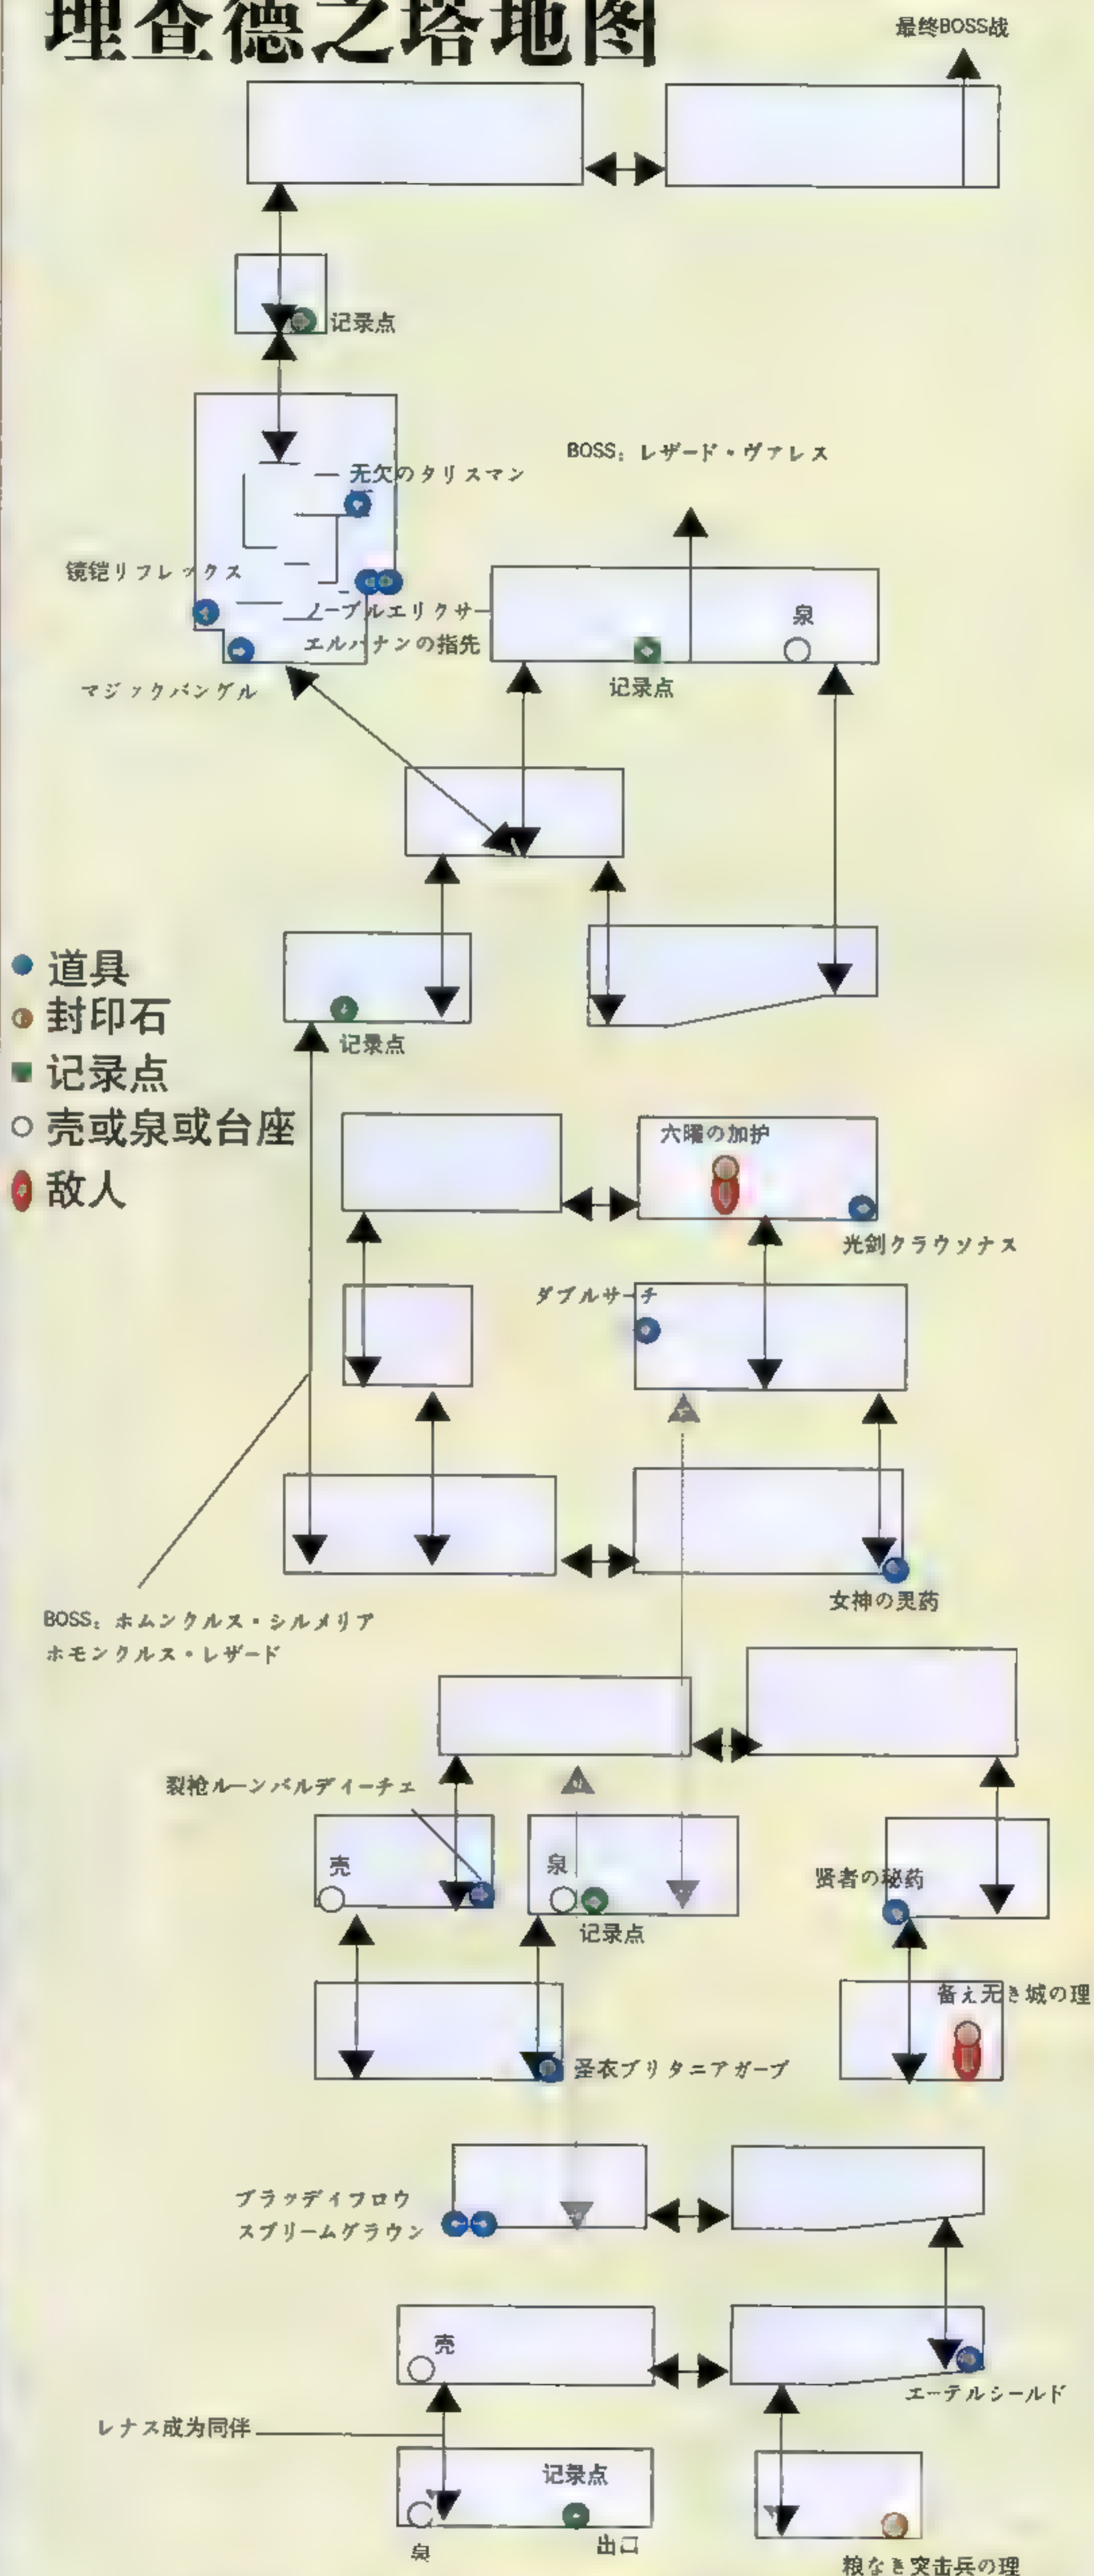 理查德之塔地图
最终BOSS战
记录点
BOSS：レザード・ヴァレス
无欠のタリスマン
镜铠リフレックス
ノーブルエリクサー
エルハナンの指先
泉
マジックバングル
记录点
道具
封印石
记录点
壳或泉或台座
敌人
记录点
六曜の加护
光剑クラウソナス
ダブルサーチ
女神の灵药
BOSS：ホムンクルス・シルメリア
ホモンクルス・レザード
裂枪ルーンバルディーチェ
壳
泉
贤者の秘药
记录点
备え无き城の理
圣衣ブリタニアガーブ
ブラッディブロウ
スプリームグラウン
壳
エーテルシールド
レナス成为同伴
记录点
泉
出口
粮なき突击兵の理